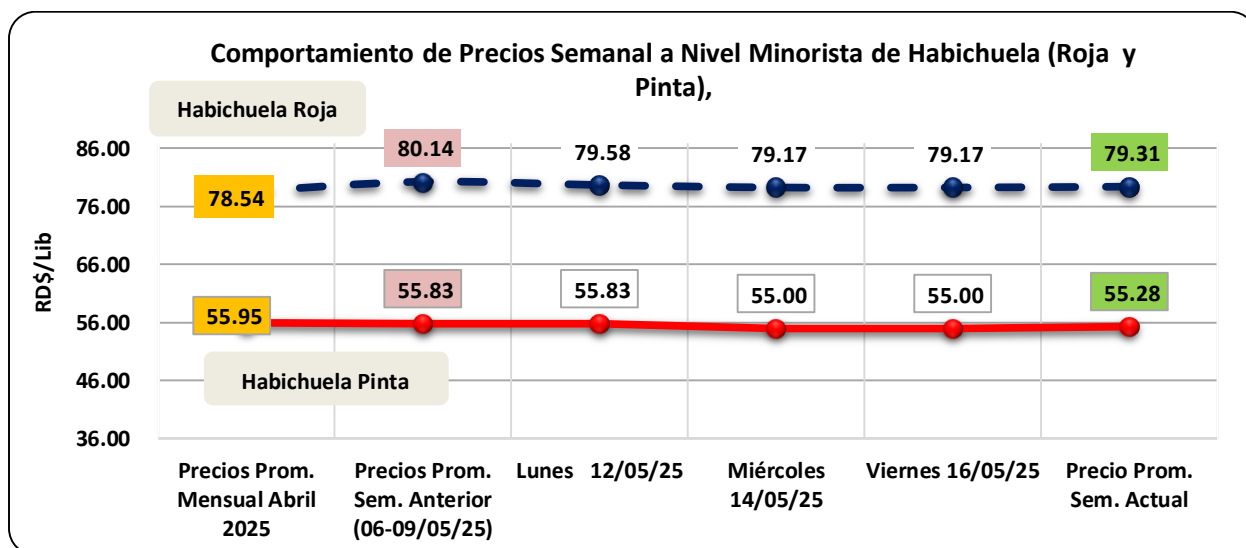 Comportamiento de Precios Semanal a Nivel Minorista de Habichuela (Roja y
Pinta),
Habichuela Roja
86.00
76.00
66.00
56.00
46.00
36.00
RD$/Lib
78.54
80.14
79.58
79.17
79.17
79.31
55.95
55.83
55.83
55.00
55.00
55.28
Habichuela Pinta
Precios Prom.
Mensual Abril
2025
Precios Prom.
Sem. Anterior
(06-09/05/25)
Lunes 12/05/25
Miércoles
14/05/25
Viernes 16/05/25
Precio Prom.
Sem. Actual